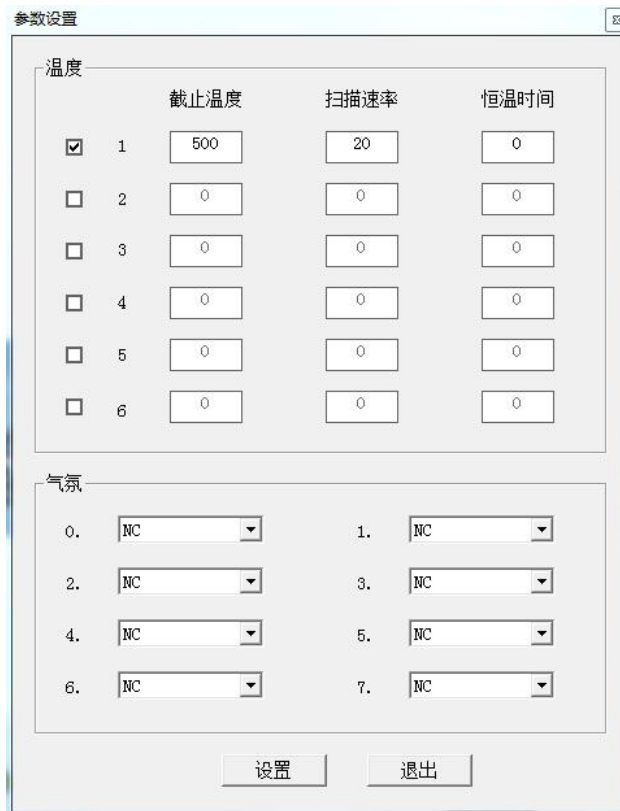 参数设置
温度
截止温度 扫描速率 恒温时间
1 500 20 0
2 0 0 0
3 0 0 0
4 0 0 0
5 0 0 0
6 0 0 0
气氛
0. NC 1. NC
2. NC 3. NC
4. NC 5. NC
6. NC 7. NC
设置 退出